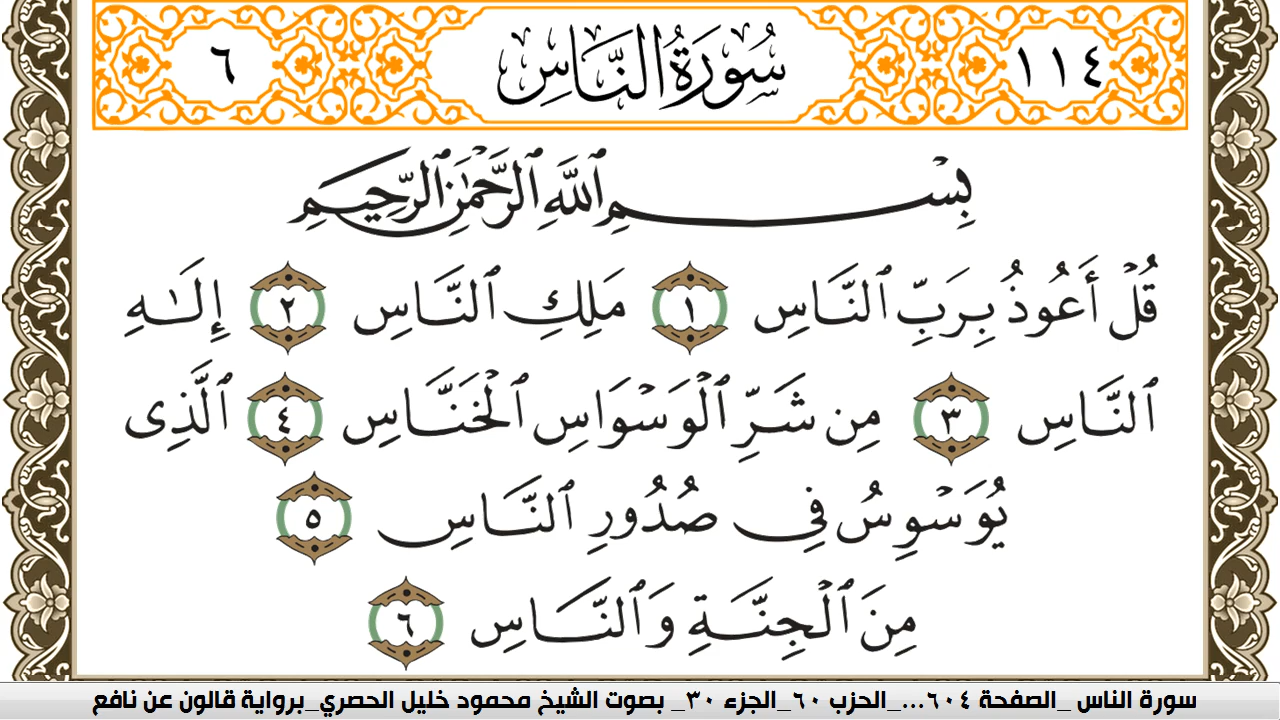 ١١٤ سُورَةُ النَّاسِ ٦
بِسْمِ ٱللَّهِ ٱلرَّحْمَٰنِ ٱلرَّحِيمِ
قُلْ أَعُوذُ بِرَبِّ ٱلنَّاسِ ١ مَلِكِ ٱلنَّاسِ ٢ إِلَٰهِ
ٱلنَّاسِ ٣ مِن شَرِّ ٱلْوَسْوَاسِ ٱلْخَنَّاسِ ٤ ٱلَّذِى
يُوَسْوِسُ فِى صُدُورِ ٱلنَّاسِ ٥
مِنَ ٱلْجِنَّةِ وَٱلنَّاسِ ٦
سورة الناس _الصفحة ٦٠٤..._الحزب ٦٠_الجزء ٣٠_ بصوت الشيخ محمود خليل الحصري_برواية قالون عن نافع